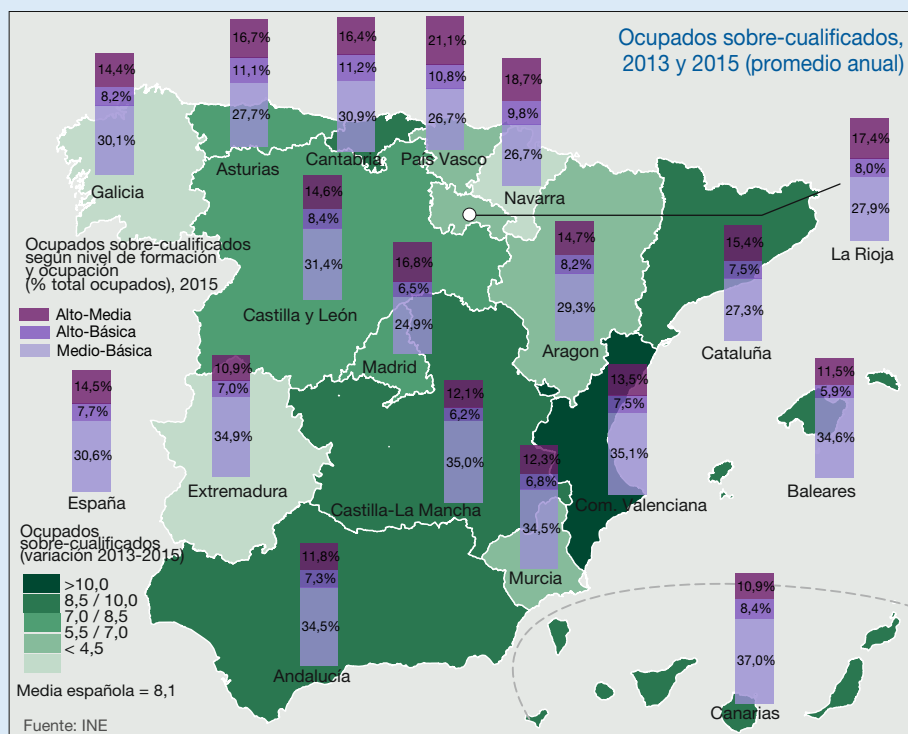 Ocupados sobre-cualificados,
2013 y 2015 (promedio anual)
14,4%
8,2%
30,1%
Galicia
16,7%
11,1%
27,7%
Asturias
16,4%
11,2%
30,9%
Cantabria
21,1%
10,8%
26,7%
País Vasco
18,7%
9,8%
26,7%
Navarra
17,4%
8,0%
27,9%
La Rioja
14,6%
8,4%
31,4%
Castilla y León
16,8%
6,5%
24,9%
Madrid
14,7%
8,2%
29,3%
Aragon
15,4%
7,5%
27,3%
Cataluña
Ocupados sobre-cualificados
según nivel de formación
y ocupación
(% total ocupados), 2015
Alto-Media
Alto-Básica
Medio-Básica
14,5%
7,7%
30,6%
España
10,9%
7,0%
34,9%
Extremadura
12,1%
6,2%
35,0%
Castilla-La Mancha
13,5%
7,5%
35,1%
Com. Valenciana
11,5%
5,9%
34,6%
Baleares
12,3%
6,8%
34,5%
Murcia
11,8%
7,3%
34,5%
Andalucía
10,9%
8,4%
37,0%
Canarias
Ocupados
sobre-cualificados
(variación 2013-2015)
>10,0
8,5 / 10,0
7,0 / 8,5
5,5 / 7,0
< 4,5
Media española = 8,1
Fuente: INE